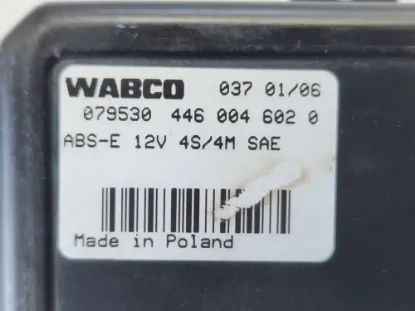 WABCO 037 01/06
079530 446 004 602 0
ABS-E 12V 4S/4M SAE
Made in Poland